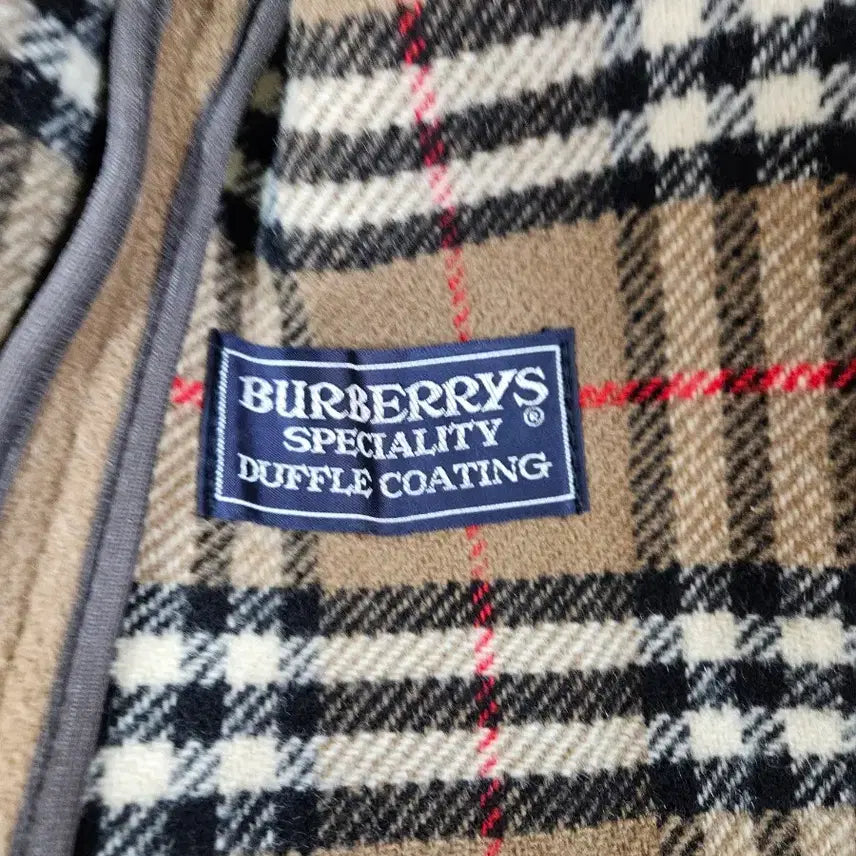 BURBERRYS
®
SPECIALITY
DUFFLE COATING